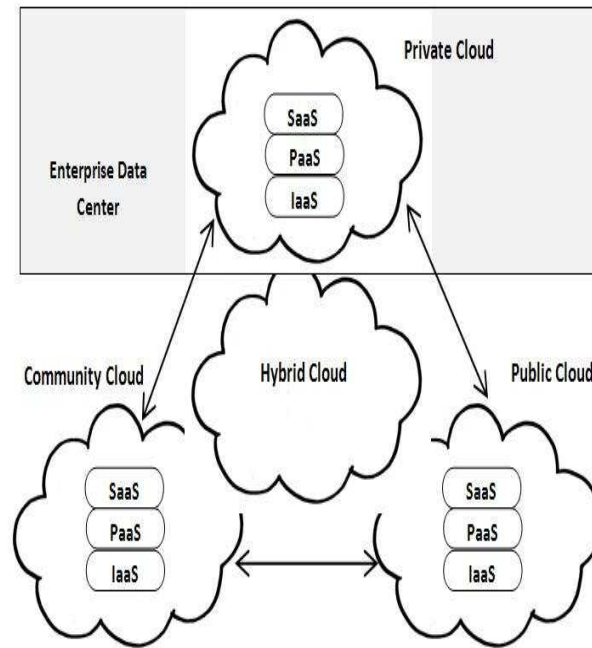 Private Cloud
SaaS
PaaS
IaaS
Enterprise Data
Center
Community Cloud
Hybrid Cloud
Public Cloud
SaaS
PaaS
IaaS
SaaS
PaaS
IaaS